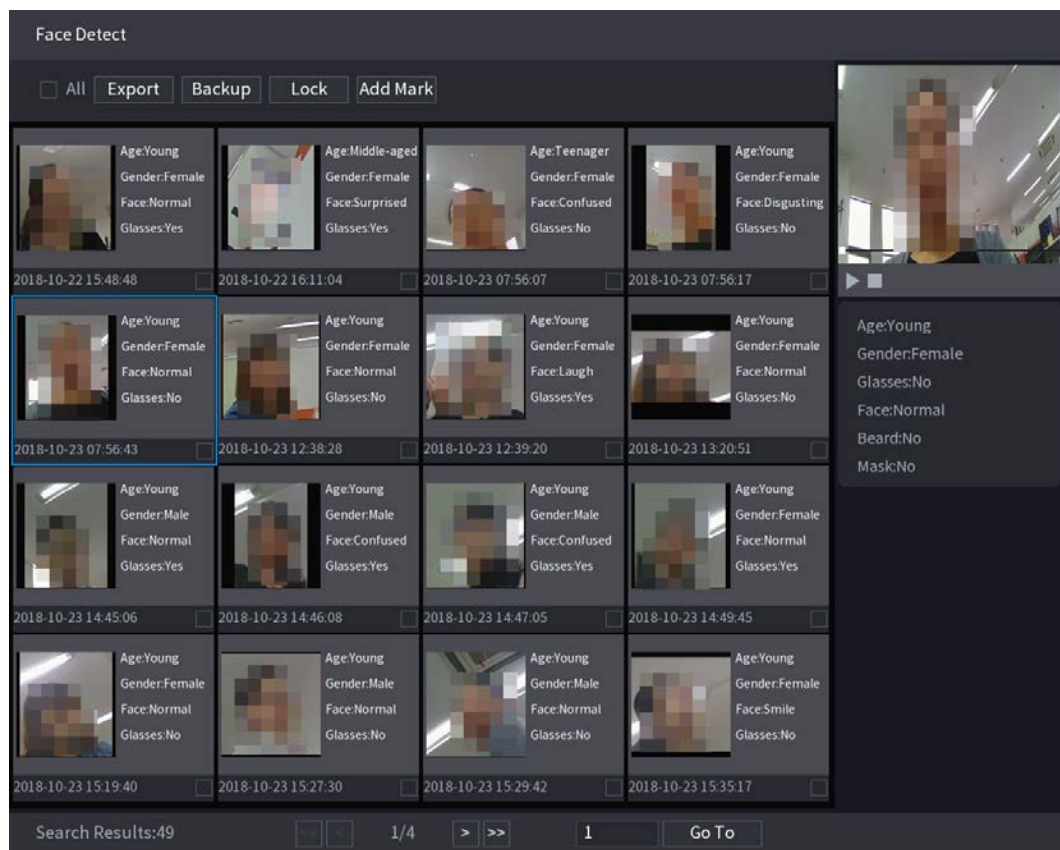 Face Detect
All Export Backup Lock Add Mark
Age:Young
Gender:Female
Face:Normal
Glasses:Yes
2018-10-22 15:48:48
Age:Middle-aged
Gender:Female
Face:Surprised
Glasses:Yes
2018-10-22 16:11:04
Age:Teenager
Gender:Female
Face:Confused
Glasses:No
2018-10-23 07:56:07
Age:Young
Gender:Female
Face:Disgusting
Glasses:No
2018-10-23 07:56:17
Age:Young
Gender:Female
Face:Normal
Glasses:No
2018-10-23 07:56:43
Age:Young
Gender:Female
Face:Normal
Glasses:No
2018-10-23 12:38:28
Age:Young
Gender:Female
Face:Laugh
Glasses:Yes
2018-10-23 12:39:20
Age:Young
Gender:Female
Face:Normal
Glasses:No
2018-10-23 13:20:51
Age:Young
Gender:Male
Face:Normal
Glasses:Yes
2018-10-23 14:45:06
Age:Young
Gender:Male
Face:Confused
Glasses:Yes
2018-10-23 14:46:08
Age:Young
Gender:Male
Face:Confused
Glasses:Yes
2018-10-23 14:47:05
Age:Young
Gender:Female
Face:Normal
Glasses:Yes
2018-10-23 14:49:45
Age:Young
Gender:Female
Face:Normal
Glasses:No
2018-10-23 15:19:40
Age:Young
Gender:Male
Face:Normal
Glasses:No
2018-10-23 15:27:30
Age:Young
Gender:Male
Face:Normal
Glasses:No
2018-10-23 15:29:42
Age:Young
Gender:Female
Face:Smile
Glasses:No
2018-10-23 15:35:17
Age:Young
Gender:Female
Glasses:No
Face:Normal
Beard:No
Mask:No
Search Results:49 << < 1/4 > >> 1 Go To